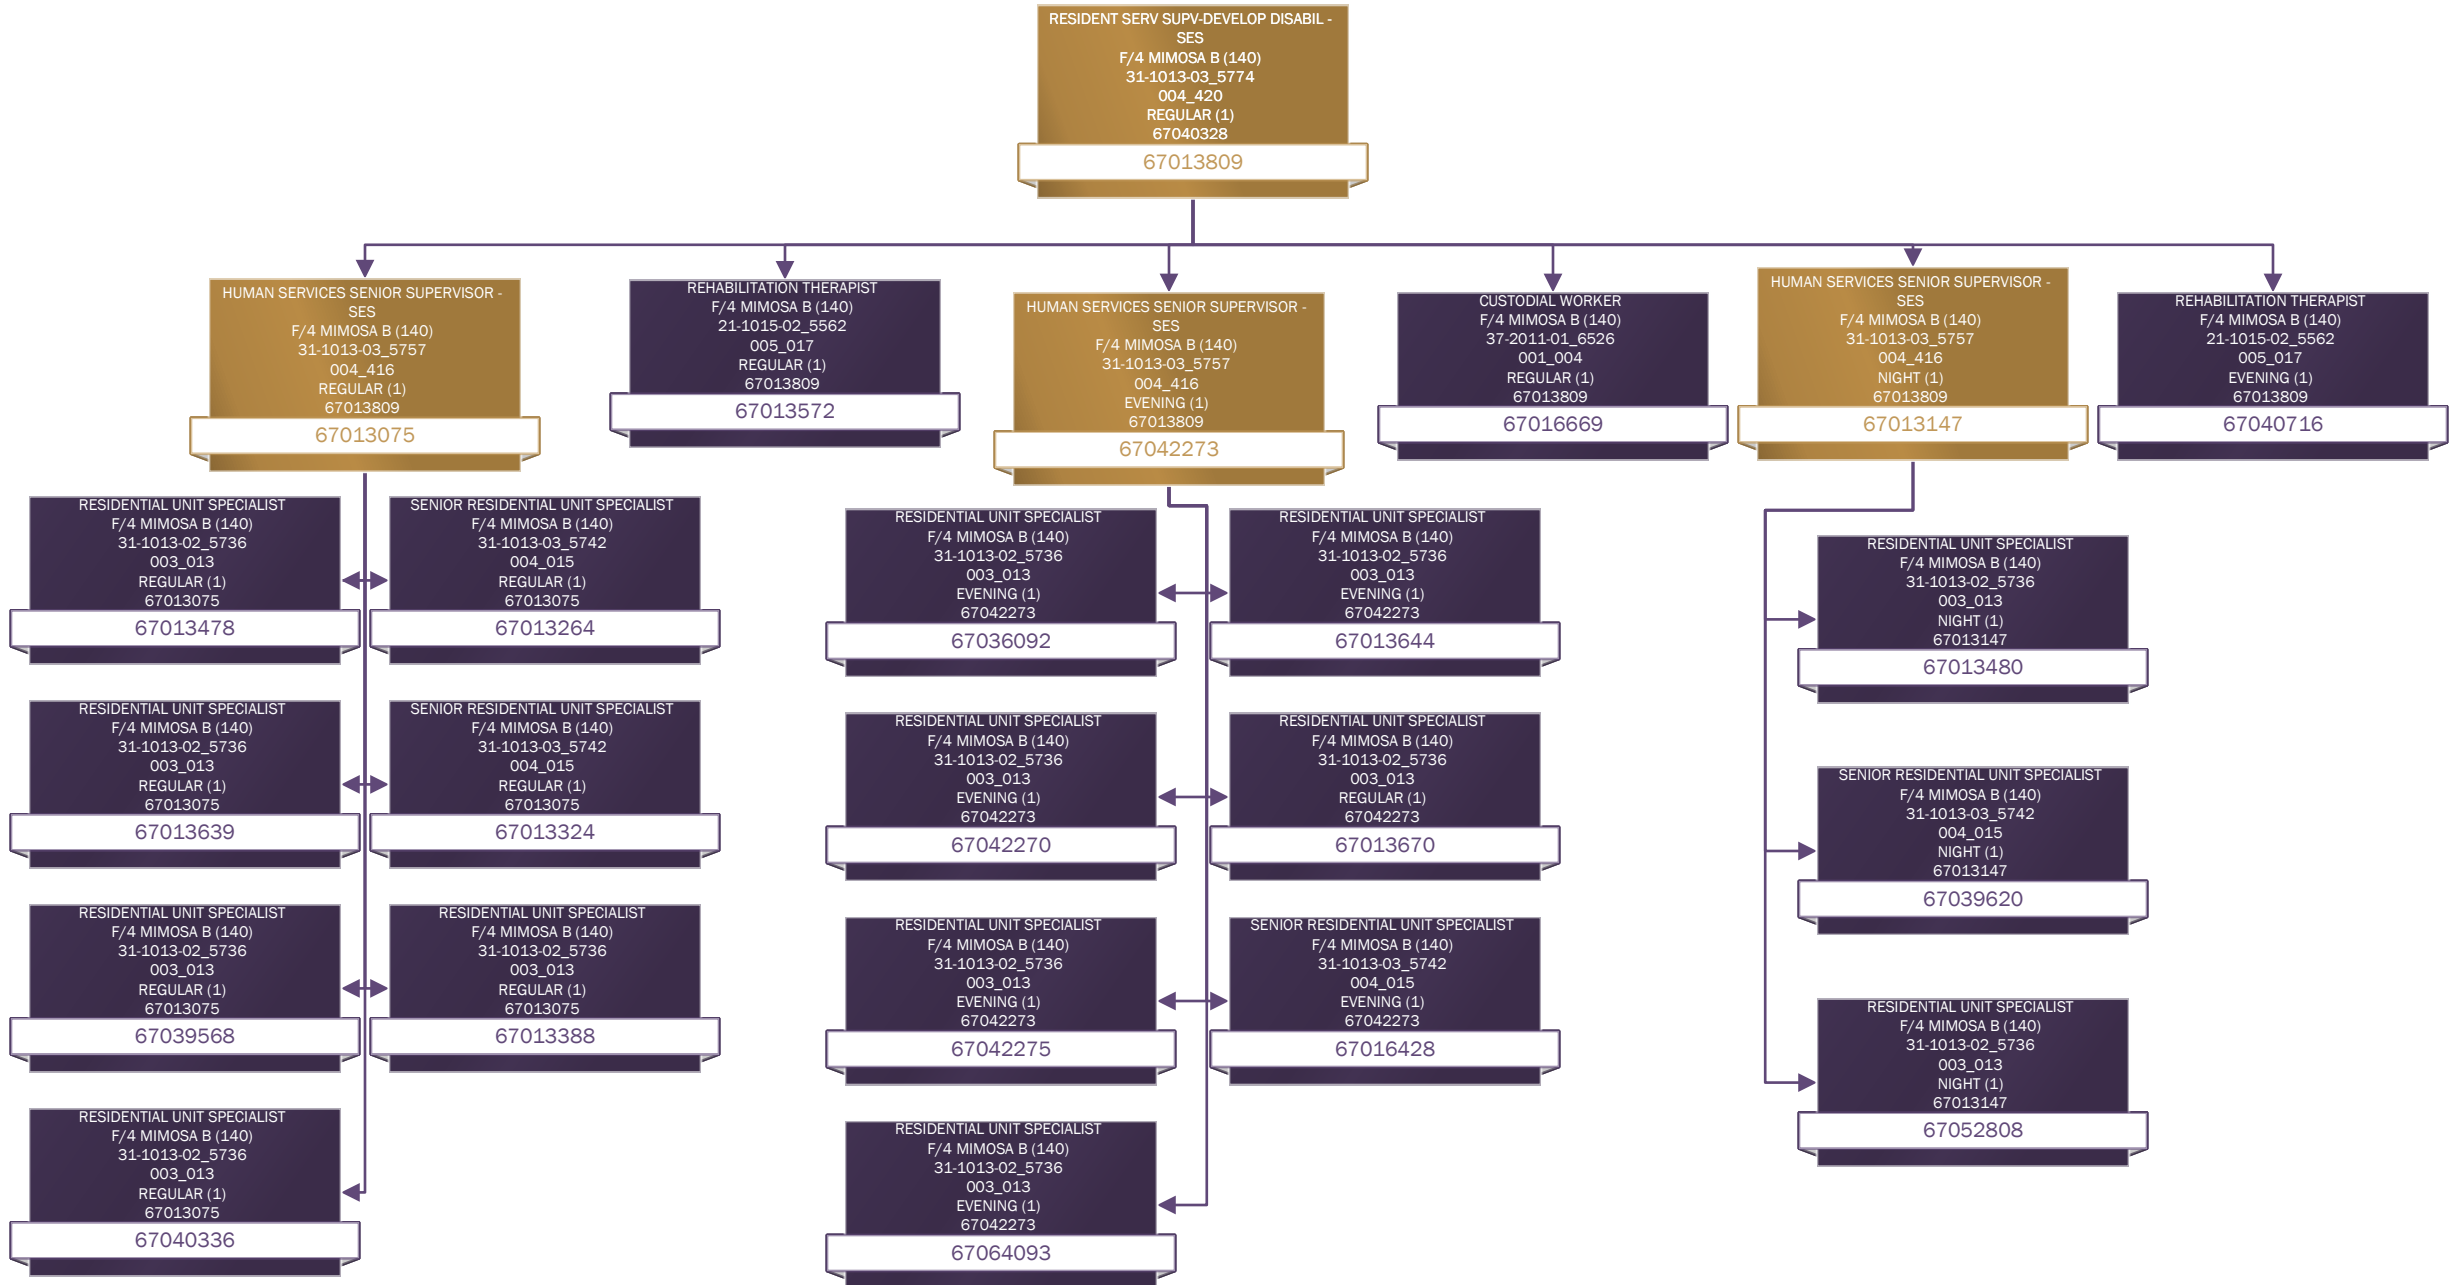 RESIDENT SERV SUPV-DEVELOP DISABIL -
SES
F/4 MIMOSA B (140)
31-1013-03_5774
004_420
REGULAR (1)
67040328
67013809
HUMAN SERVICES SENIOR SUPERVISOR -
SES
F/4 MIMOSA B (140)
31-1013-03_5757
004_416
REGULAR (1)
67013809
67013075
REHABILITATION THERAPIST
F/4 MIMOSA B (140)
21-1015-02_5562
005_017
REGULAR (1)
67013809
67013572
HUMAN SERVICES SENIOR SUPERVISOR -
SES
F/4 MIMOSA B (140)
31-1013-03_5757
004_416
EVENING (1)
67013809
67042273
CUSTODIAL WORKER
F/4 MIMOSA B (140)
37-2011-01_6526
001_004
REGULAR (1)
67013809
67016669
HUMAN SERVICES SENIOR SUPERVISOR -
SES
F/4 MIMOSA B (140)
31-1013-03_5757
004_416
NIGHT (1)
67013809
67013147
REHABILITATION THERAPIST
F/4 MIMOSA B (140)
21-1015-02_5562
005_017
EVENING (1)
67013809
67040716
RESIDENTIAL UNIT SPECIALIST
F/4 MIMOSA B (140)
31-1013-02_5736
003_013
REGULAR (1)
67013075
67013478
SENIOR RESIDENTIAL UNIT SPECIALIST
F/4 MIMOSA B (140)
31-1013-03_5742
004_015
REGULAR (1)
67013075
67013264
RESIDENTIAL UNIT SPECIALIST
F/4 MIMOSA B (140)
31-1013-02_5736
003_013
REGULAR (1)
67013075
67013639
SENIOR RESIDENTIAL UNIT SPECIALIST
F/4 MIMOSA B (140)
31-1013-03_5742
004_015
REGULAR (1)
67013075
67013324
RESIDENTIAL UNIT SPECIALIST
F/4 MIMOSA B (140)
31-1013-02_5736
003_013
REGULAR (1)
67013075
67039568
RESIDENTIAL UNIT SPECIALIST
F/4 MIMOSA B (140)
31-1013-02_5736
003_013
REGULAR (1)
67013075
67013388
RESIDENTIAL UNIT SPECIALIST
F/4 MIMOSA B (140)
31-1013-02_5736
003_013
REGULAR (1)
67013075
67040336
RESIDENTIAL UNIT SPECIALIST
F/4 MIMOSA B (140)
31-1013-02_5736
003_013
EVENING (1)
67042273
67036092
RESIDENTIAL UNIT SPECIALIST
F/4 MIMOSA B (140)
31-1013-02_5736
003_013
EVENING (1)
67042273
67013644
RESIDENTIAL UNIT SPECIALIST
F/4 MIMOSA B (140)
31-1013-02_5736
003_013
EVENING (1)
67042273
67042270
RESIDENTIAL UNIT SPECIALIST
F/4 MIMOSA B (140)
31-1013-02_5736
003_013
REGULAR (1)
67042273
67013670
RESIDENTIAL UNIT SPECIALIST
F/4 MIMOSA B (140)
31-1013-02_5736
003_013
EVENING (1)
67042273
67042275
SENIOR RESIDENTIAL UNIT SPECIALIST
F/4 MIMOSA B (140)
31-1013-03_5742
004_015
EVENING (1)
67042273
67016428
RESIDENTIAL UNIT SPECIALIST
F/4 MIMOSA B (140)
31-1013-02_5736
003_013
EVENING (1)
67042273
67064093
RESIDENTIAL UNIT SPECIALIST
F/4 MIMOSA B (140)
31-1013-02_5736
003_013
NIGHT (1)
67013147
67013480
SENIOR RESIDENTIAL UNIT SPECIALIST
F/4 MIMOSA B (140)
31-1013-03_5742
004_015
NIGHT (1)
67013147
67039620
RESIDENTIAL UNIT SPECIALIST
F/4 MIMOSA B (140)
31-1013-02_5736
003_013
NIGHT (1)
67013147
67052808